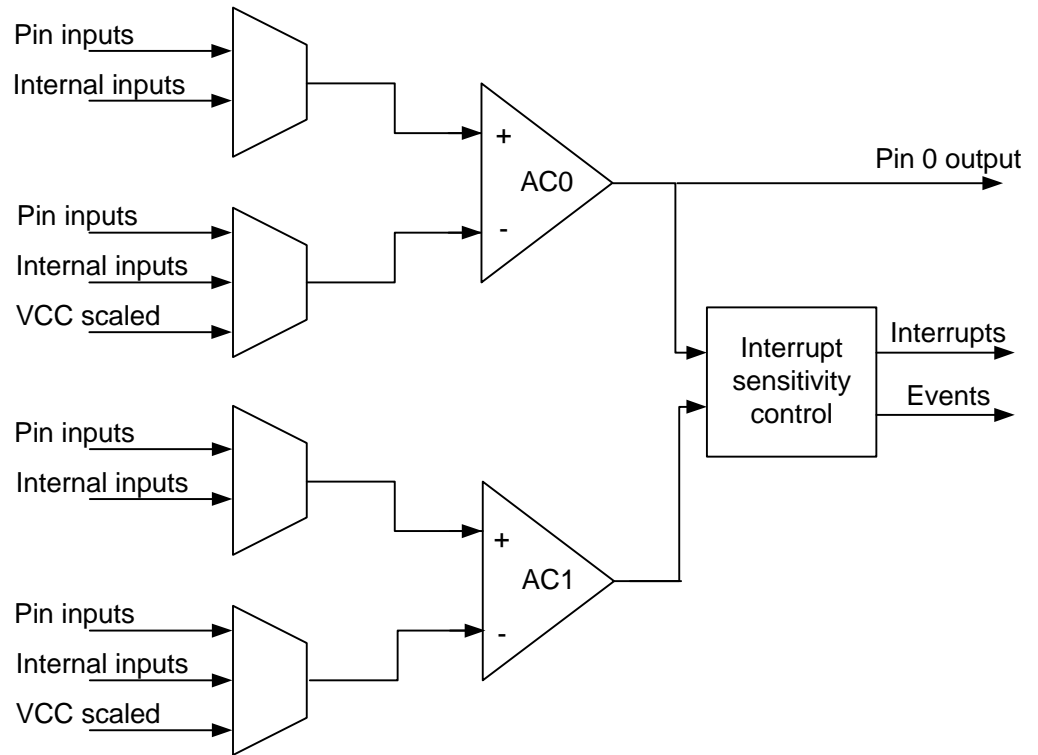 Pin inputs
Internal inputs
+
AC0
-
Pin 0 output
Pin inputs
Internal inputs
VCC scaled
Interrupt
sensitivity
control
Interrupts
Events
Pin inputs
Internal inputs
+
AC1
-
Pin inputs
Internal inputs
VCC scaled